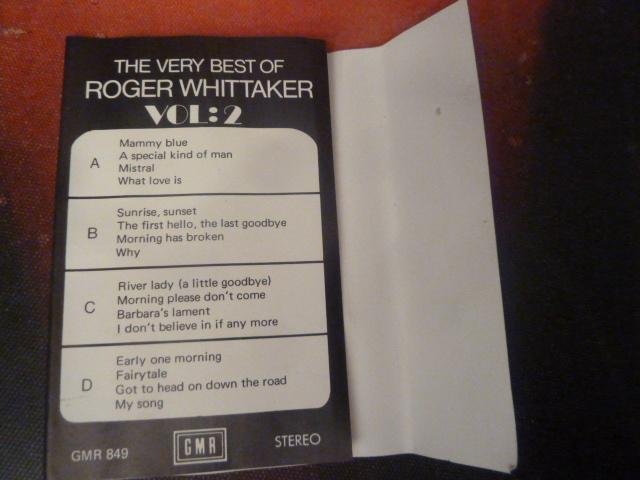 THE VERY BEST OF
ROGER WHITTAKER
VOL: 2
A
Mammy blue
A special kind of man
Mistral
What love is
B
Sunrise, sunset
The first hello, the last goodbye
Morning has broken
Why
C
River lady (a little goodbye)
Morning please don't come
Barbara's lament
I don't believe in if any more
D
Early one morning
Fairytale
Got to head on down the road
My song
GMR 849
GMR
STEREO